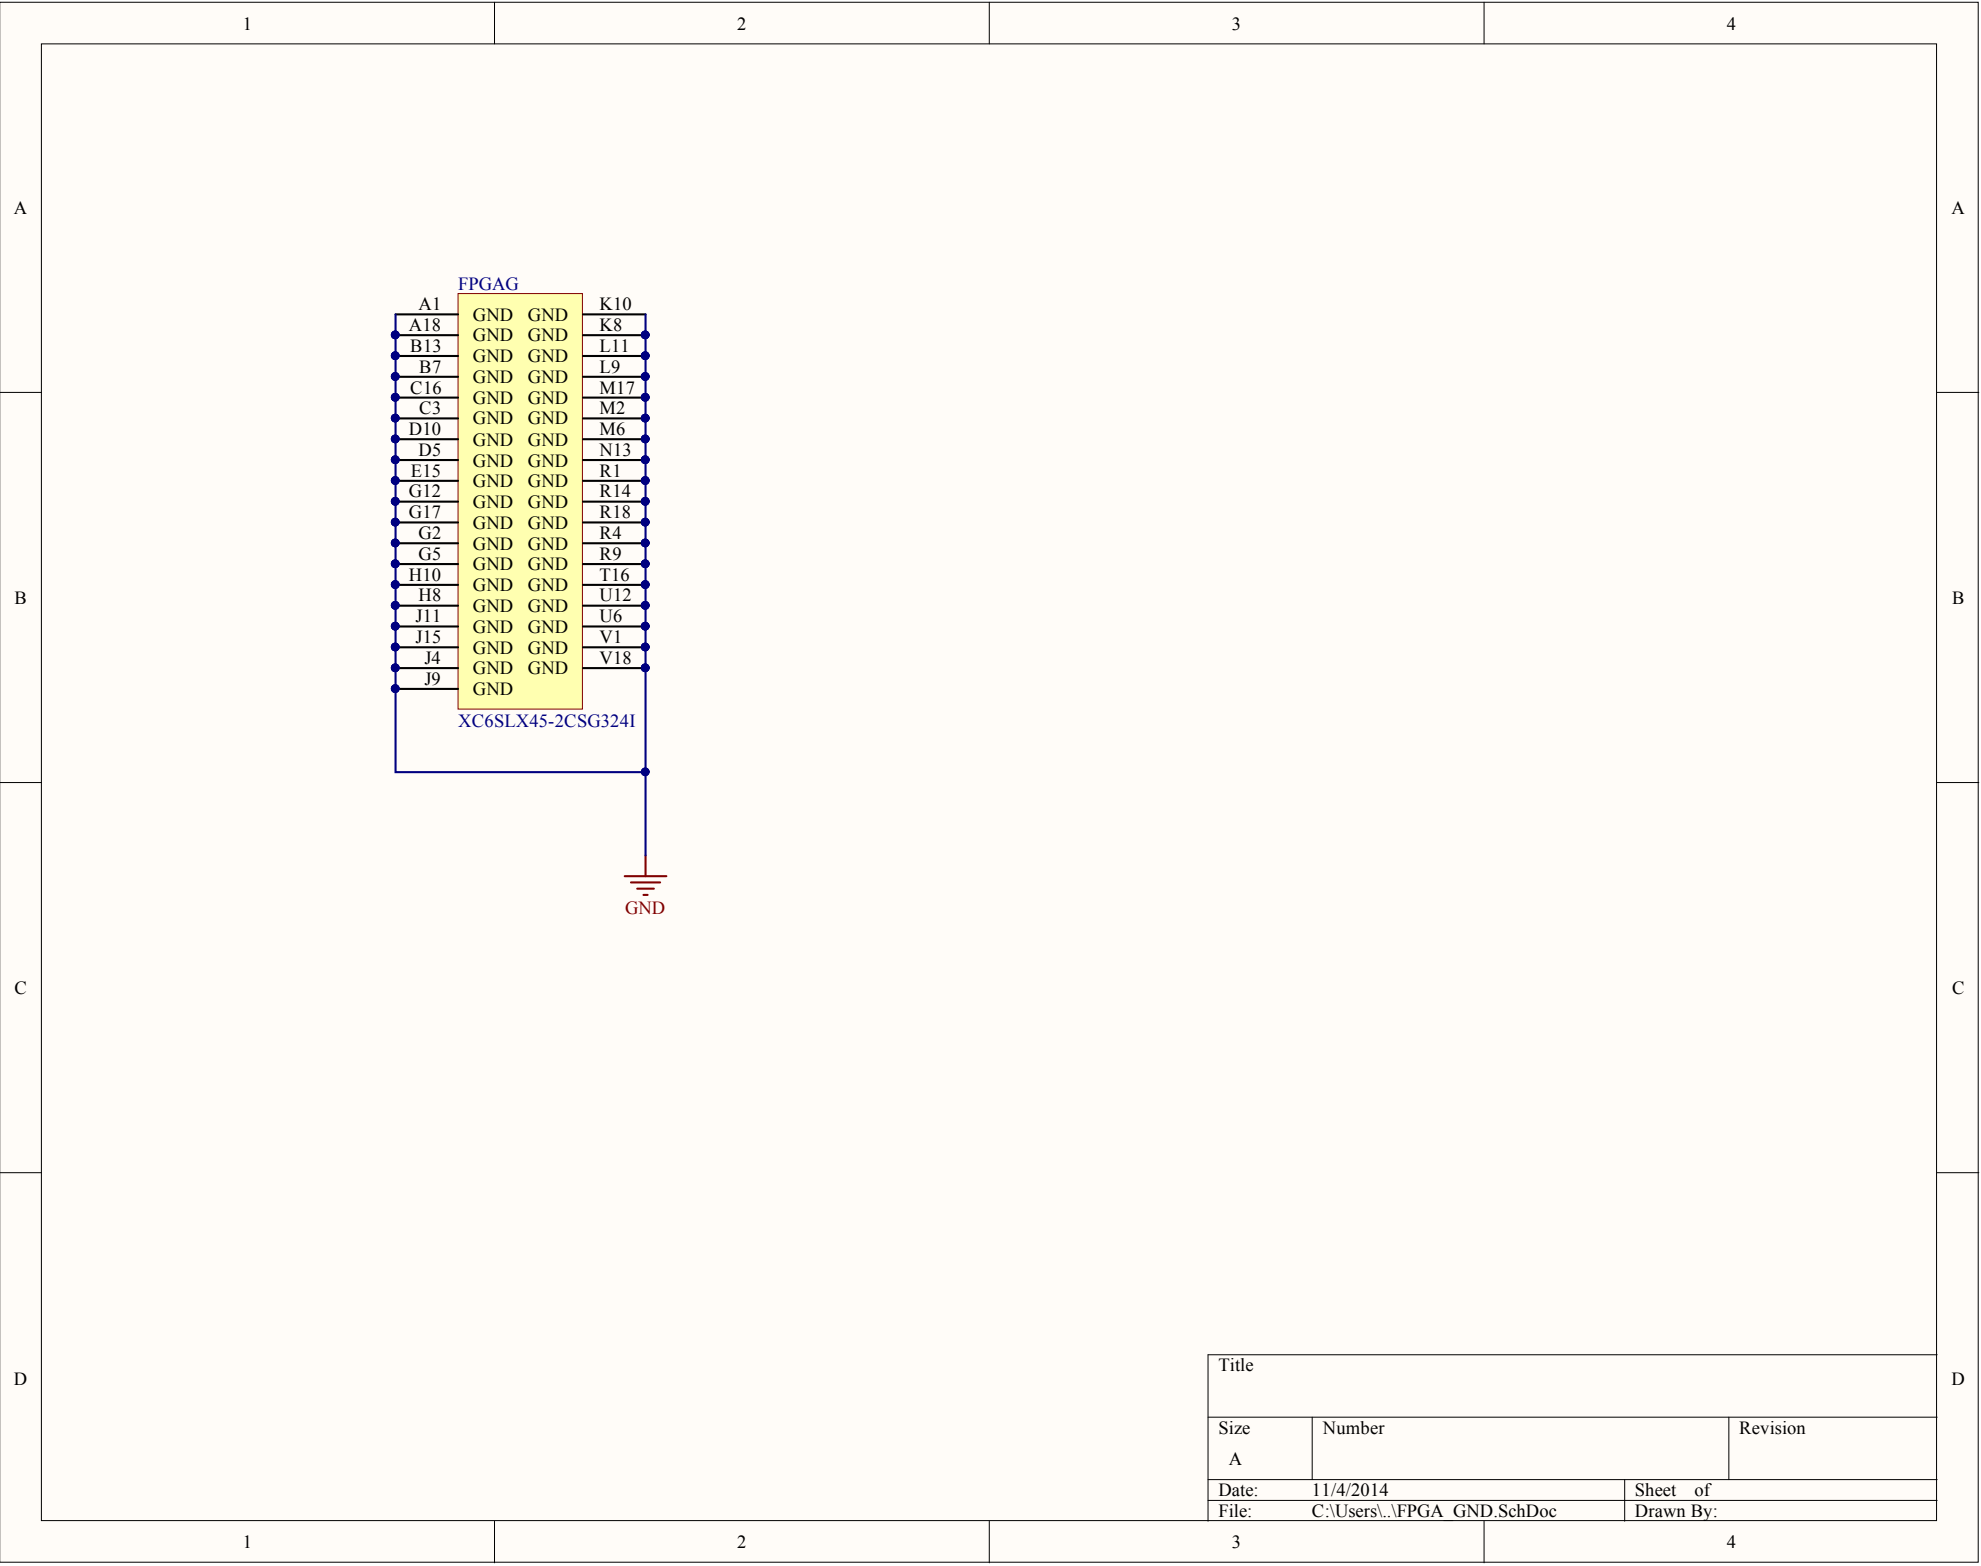 1 2 3 4
A A
FPGAG
A1 GND GND K10
A18 GND GND K8
B13 GND GND L11
B7 GND GND L9
C16 GND GND M17
C3 GND GND M2
D10 GND GND M6
D5 GND GND N13
E15 GND GND R1
G12 GND GND R14
G17 GND GND R18
G2 GND GND R4
G5 GND GND R9
H10 GND GND T16
B H8 GND GND U12 B
J11 GND GND U6
J15 GND GND V1
J4 GND GND V18
J9 GND
XC6SLX45-2CSG324I
GND
C C
Title
D D
Size Number Revision
A
Date: 11/4/2014 Sheet of
File: C:\Users\..\FPGA_GND.SchDoc Drawn By:
1 2 3 4